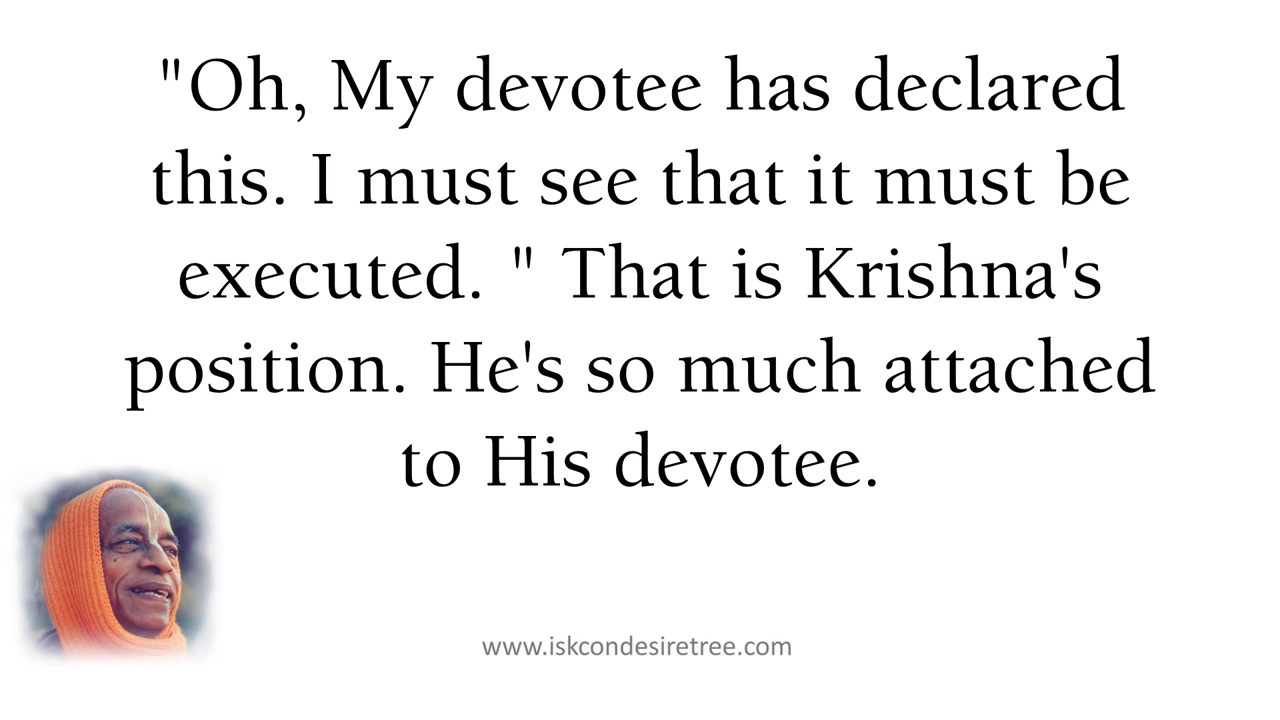 "Oh, My devotee has declared
this. I must see that it must be
executed. " That is Krishna's
position. He's so much attached
to His devotee.
www.iskcondesiretree.com